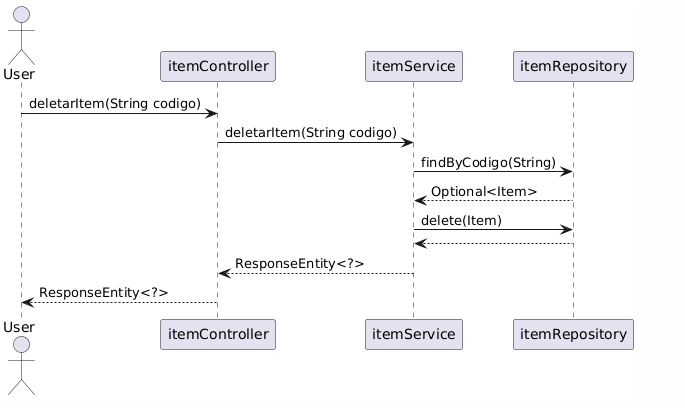 User
itemController
itemService
itemRepository
deletarItem(String codigo)
deletarItem(String codigo)
findByCodigo(String)
Optional<Item>
delete(Item)
ResponseEntity<?>
ResponseEntity<?>
User
itemController
itemService
itemRepository